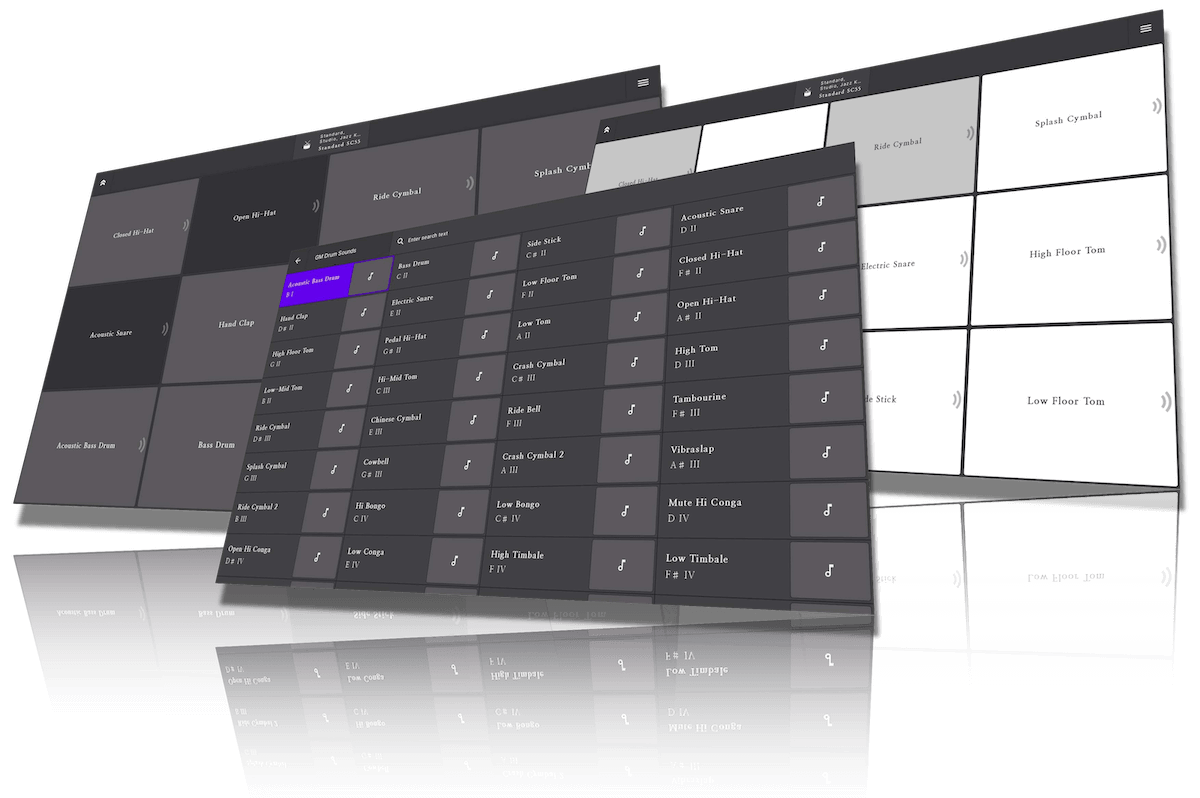 Standard,
Studio, Jazz K...
Standard SC55
Closed Hi-Hat
Open Hi-Hat
Ride Cymbal
Splash Cymb
Acoustic Snare
Hand Clap
Acoustic Bass Drum
Bass Drum
Standard,
Studio, Jazz K...
Standard SC55
Closed Hi-Hat
Ride Cymbal
Splash Cymbal
Electric Snare
High Floor Tom
de Stick
Low Floor Tom
GM Drum Sounds
Enter search text
Acoustic Bass Drum
B I
Bass Drum
C II
Side Stick
C# II
Acoustic Snare
D II
Hand Clap
D# II
Electric Snare
E II
Low Floor Tom
F II
Closed Hi-Hat
F# II
High Floor Tom
G II
Pedal Hi-Hat
G# II
Low Tom
A II
Open Hi-Hat
A# II
Low-Mid Tom
B II
Hi-Mid Tom
C III
Crash Cymbal
C# III
High Tom
D III
Ride Cymbal
D# III
Chinese Cymbal
E III
Ride Bell
F III
Tambourine
F# III
Splash Cymbal
G III
Cowbell
G# III
Crash Cymbal 2
A III
Vibraslap
A# III
Ride Cymbal 2
B III
Hi Bongo
C IV
Low Bongo
C# IV
Mute Hi Conga
D IV
Open Hi Conga
D# IV
Low Conga
E IV
High Timbale
F IV
Low Timbale
F# IV